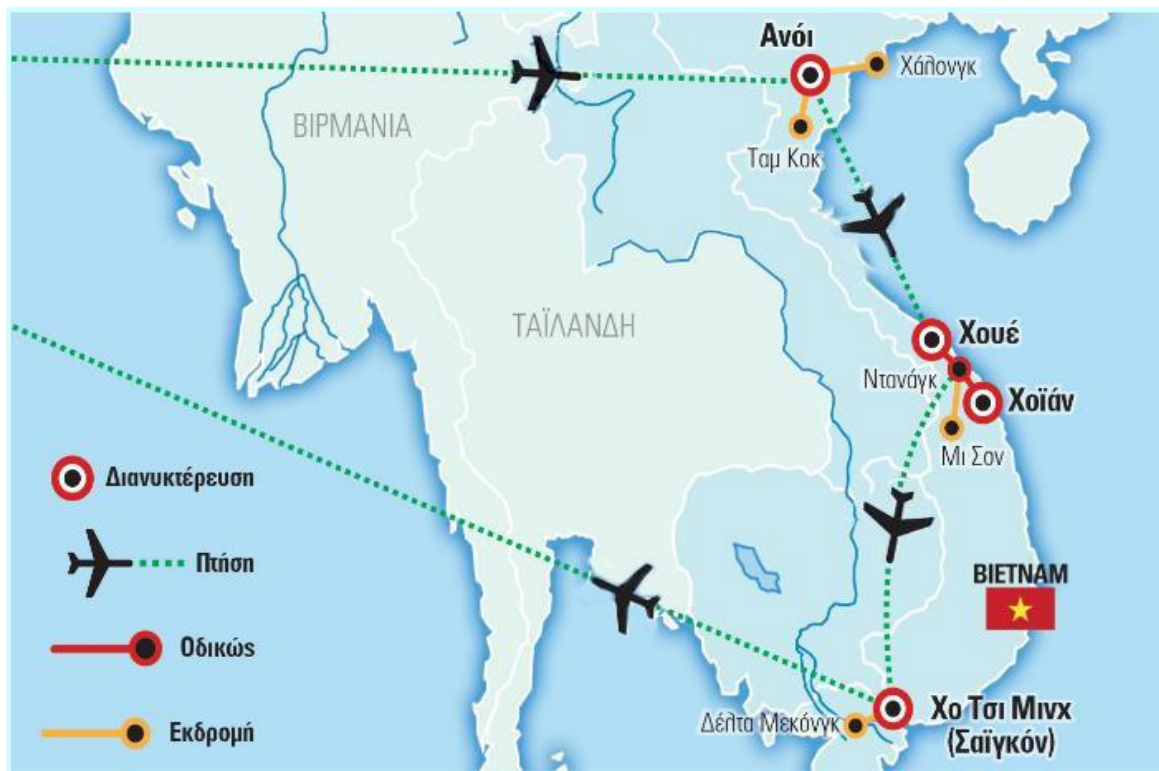 Ανόι
Χάλονγκ
ΒΙΡΜΑΝΙΑ
Ταμ Κοκ
ΤΑΪΛΑΝΔΗ
Χουέ
Ντανάγκ
Χοϊάν
Μι Σον
Διανυκτέρευση
Πτήση
ΒΙΕΤΝΑΜ
Οδικώς
Εκδρομή
Δέλτα Μεκόνγκ
Χο Τσι Μινχ
(Σαϊγκόν)